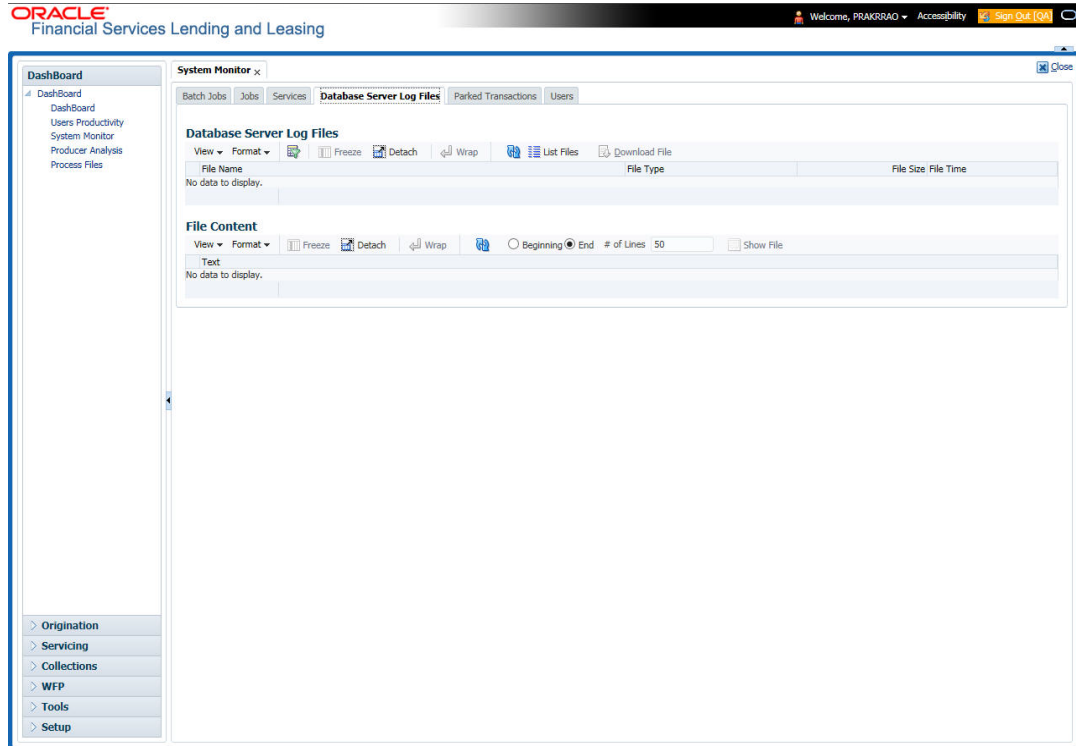 ORACLE
Financial Services Lending and Leasing
Welcome, PRAKRRAO Accessibility Sign Out [QA]
Close
DashBoard
DashBoard
DashBoard
Users Productivity
System Monitor
Producer Analysis
Process Files
Origination
Servicing
Collections
WFP
Tools
Setup
System Monitor x
Batch Jobs Jobs Services Database Server Log Files Parked Transactions Users
Database Server Log Files
View Format Freeze Detach Wrap List Files Download File
File Name File Type File Size File Time
No data to display.
File Content
View Format Freeze Detach Wrap Beginning End # of Lines 50 Show File
Text
No data to display.